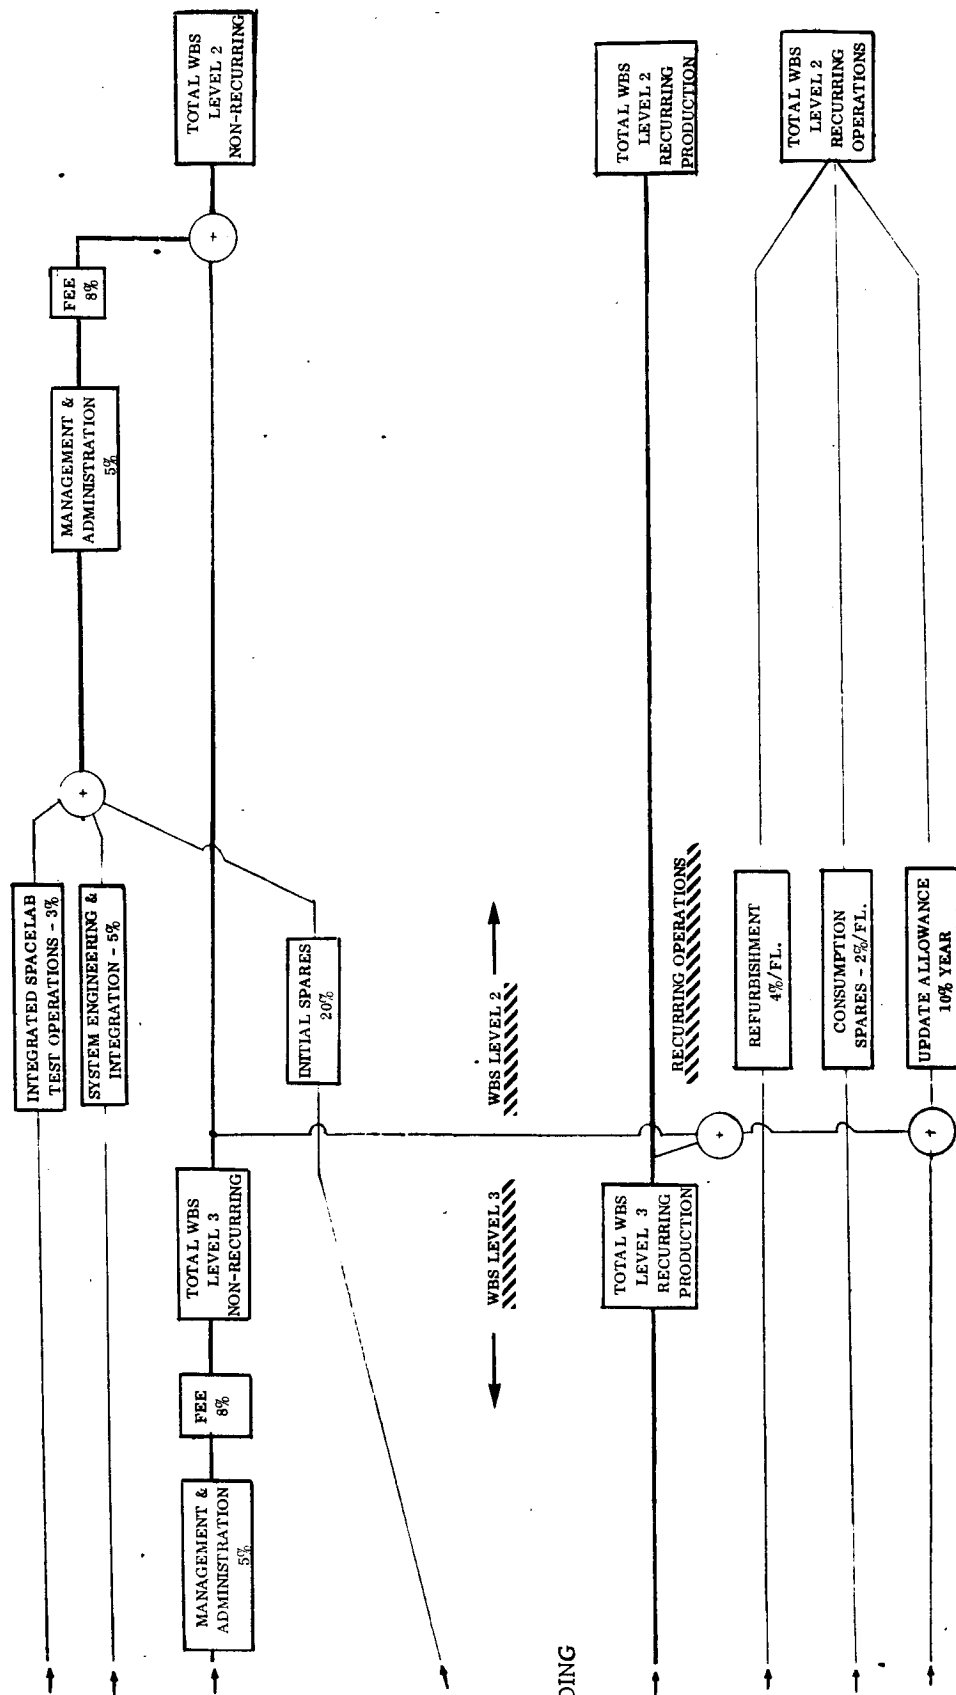 INTEGRATED SPACELAB
TEST OPERATIONS - 3%
SYSTEM ENGINEERING &
INTEGRATION - 5%
MANAGEMENT &
ADMINISTRATION
5%
FEE
8%
MANAGEMENT &
ADMINISTRATION
5%
FEE
8%
TOTAL WBS
LEVEL 3
NON-RECURRING
TOTAL WBS
LEVEL 2
NON-RECURRING
+
+
INITIAL SPARES
20%
WBS LEVEL 3
WBS LEVEL 2
DING
TOTAL WBS
LEVEL 3
RECURRING
PRODUCTION
TOTAL WBS
LEVEL 2
RECURRING
PRODUCTION
RECURRING OPERATIONS
+
REFURBISHMENT
4%/FL.
CONSUMPTION
SPARES - 2%/FL.
+
UPDATE ALLOWANCE
10% YEAR
TOTAL WBS
LEVEL 2
RECURRING
OPERATIONS